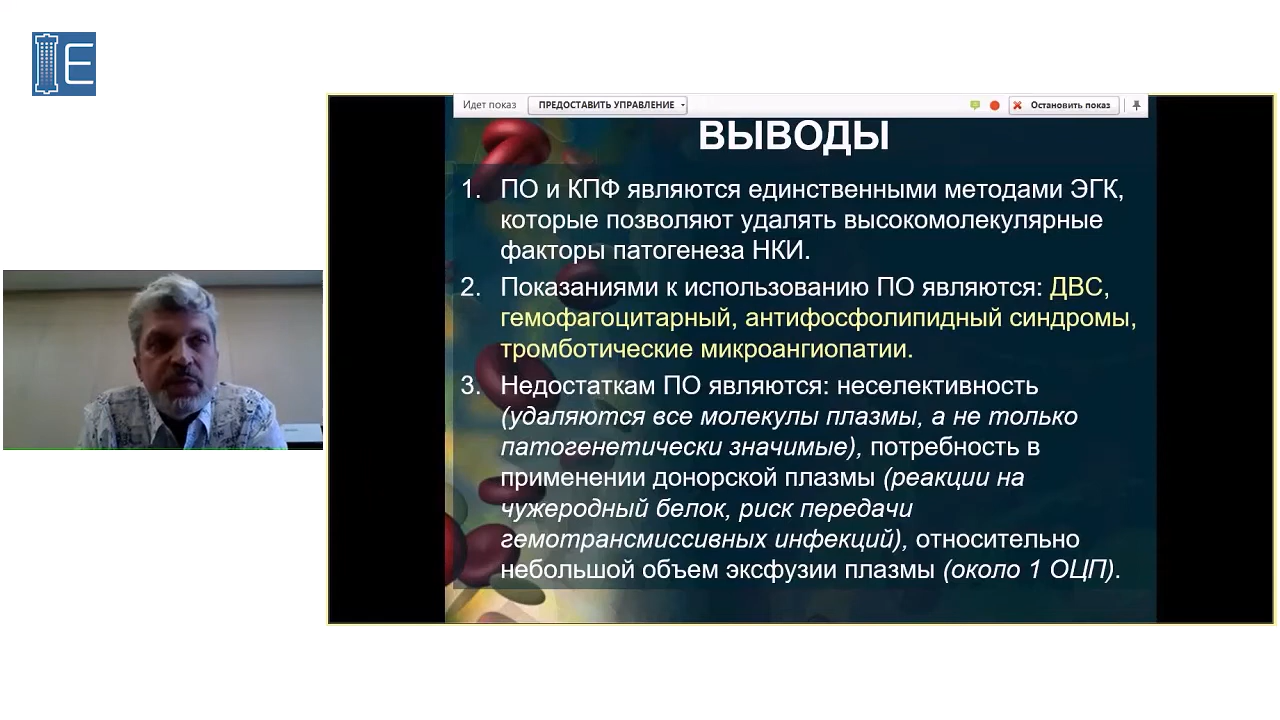 E
Идет показ
ПРЕДОСТАВИТЬ УПРАВЛЕНИЕ
Остановить показ
ВЫВОДЫ
1. ПО и КПФ являются единственными методами ЭГК,
которые позволяют удалять высокомолекулярные
факторы патогенеза НКИ.
2. Показаниями к использованию ПО являются: ДВС,
гемофагоцитарный, антифосфолипидный синдромы,
тромботические микроангиопатии.
3. Недостаткам ПО являются: неселективность
(удаляются все молекулы плазмы, а не только
патогенетически значимые), потребность в
применении донорской плазмы (реакции на
чужеродный белок, риск передачи
гемотрансмиссивных инфекций), относительно
небольшой объем эксфузии плазмы (около 1 ОЦП).